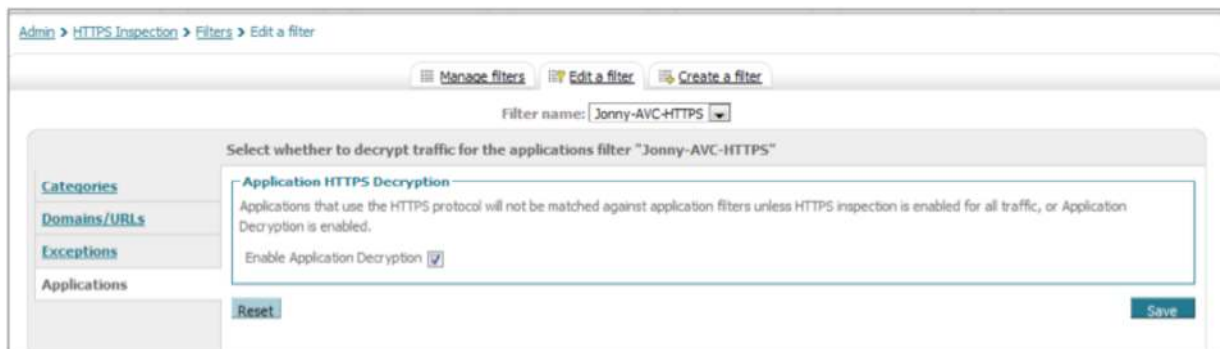 Admin > HTTPS Inspection > Filters > Edit a filter
Manage filters Edit a filter Create a filter
Filter name: Jonny-AVC-HTTPS
Select whether to decrypt traffic for the applications filter "Jonny-AVC-HTTPS"
Categories
Domains/URLs
Exceptions
Applications
Application HTTPS Decryption
Applications that use the HTTPS protocol will not be matched against application filters unless HTTPS inspection is enabled for all traffic, or Application
Decryption is enabled.
Enable Application Decryption
Reset
Save